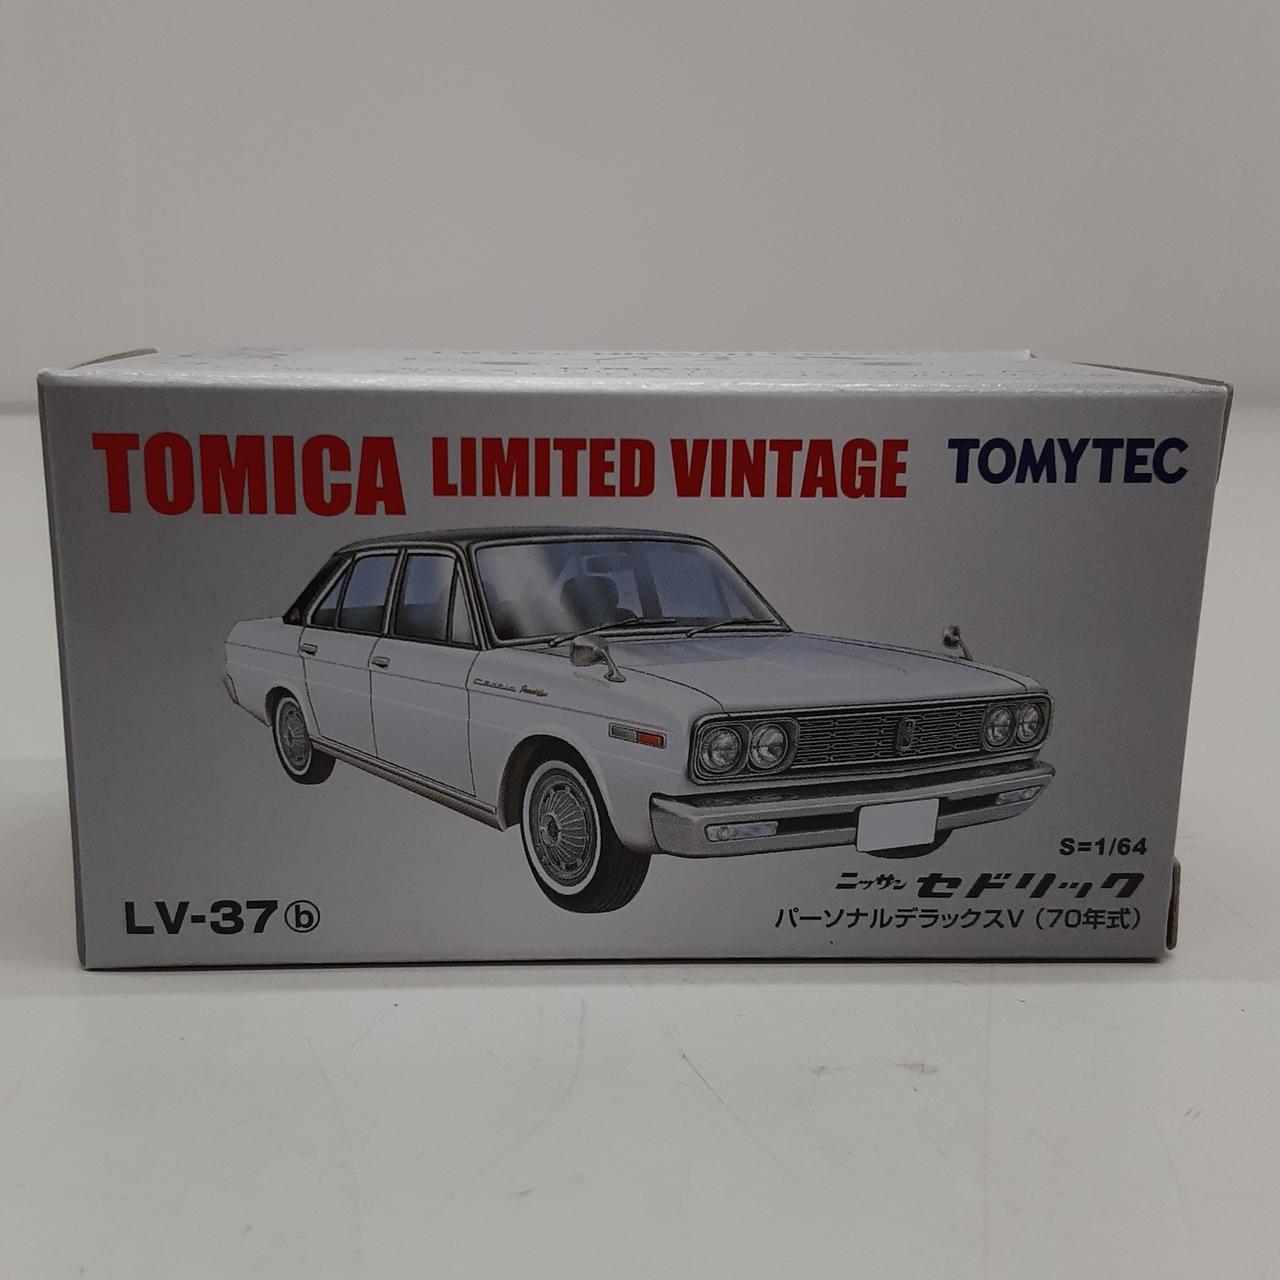 TOMICA LIMITED VINTAGE TOMYTEC
S=1/64
ニッサン セドリック
LV-37ⓑ パーソナルデラックスV(70年式)